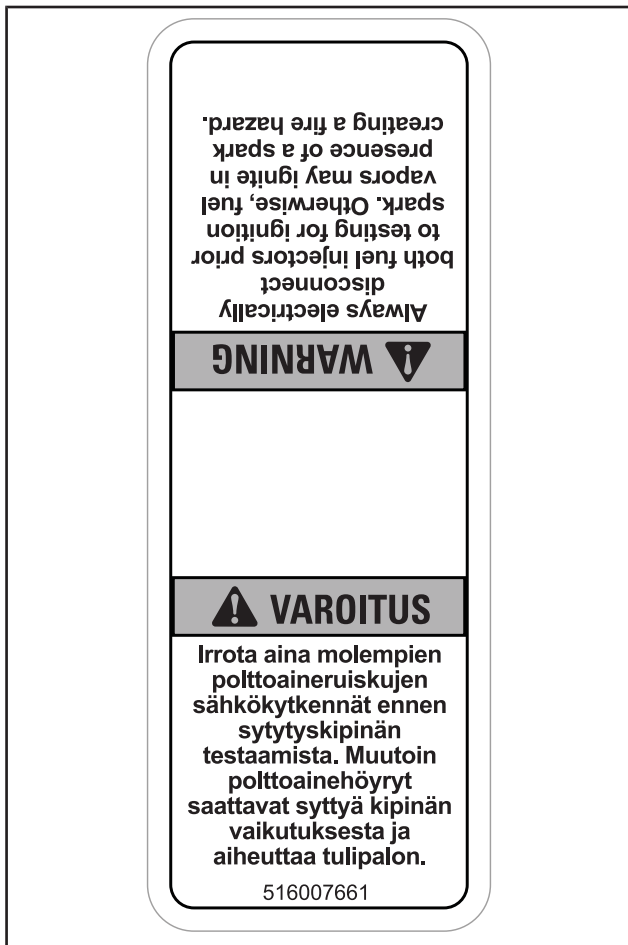 WARNING
Always electrically
disconnect
both fuel injectors prior
to testing for ignition
spark. Otherwise, fuel
vapors may ignite in
presence of a spark
creating a fire hazard.
VAROITUS
Irrota aina molempien
polttoaineruiskujen
sähkökytkennät ennen
sytytyskipinän
testaamista. Muutoin
polttoainehöyryt
saattavat syttyä kipinän
vaikutuksesta ja
aiheuttaa tulipalon.
516007661